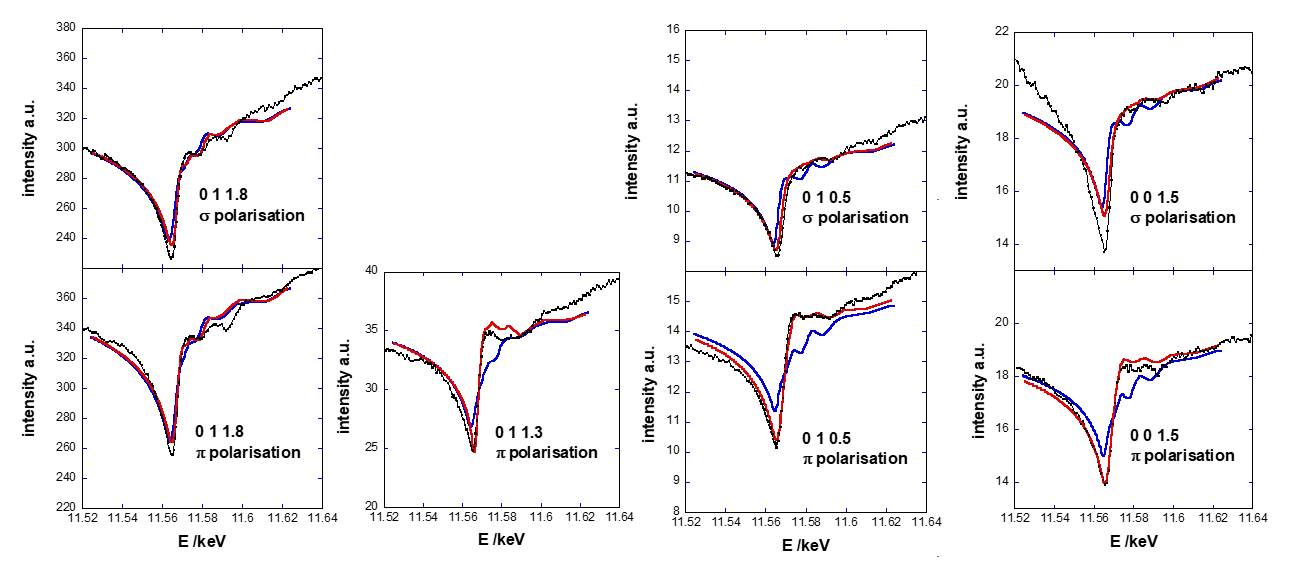 380
360
340
320
300
280
260
240
intensity a.u.
0 1 1.8
σ polarisation
360
340
320
300
280
260
240
220
intensity a.u.
0 1 1.8
π polarisation
11.52 11.54 11.56 11.58 11.6 11.62 11.64
E /keV
40
35
30
25
20
intensity a.u.
0 1 1.3
π polarisation
11.52 11.54 11.56 11.58 11.6 11.62 11.64
E /keV
16
15
14
13
12
11
10
9
intensity a.u.
0 1 0.5
σ polarisation
15
14
13
12
11
10
9
8
intensity a.u.
0 1 0.5
π polarisation
11.52 11.54 11.56 11.58 11.6 11.62 11.64
E /keV
22
20
18
16
14
intensity a.u.
0 0 1.5
σ polarisation
20
18
16
14
intensity a.u.
0 0 1.5
π polarisation
11.52 11.54 11.56 11.58 11.6 11.62 11.64
E /keV